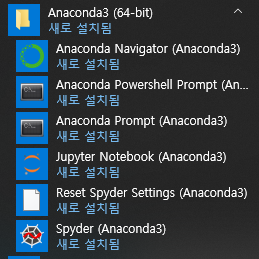 Anaconda3 (64-bit)
새로 설치됨
Anaconda Navigator (Anaconda3)
새로 설치됨
Anaconda Powershell Prompt (An...
새로 설치됨
Anaconda Prompt (Anaconda3)
새로 설치됨
Jupyter Notebook (Anaconda3)
새로 설치됨
Reset Spyder Settings (Anaconda3)
새로 설치됨
Spyder (Anaconda3)
새로 설치됨